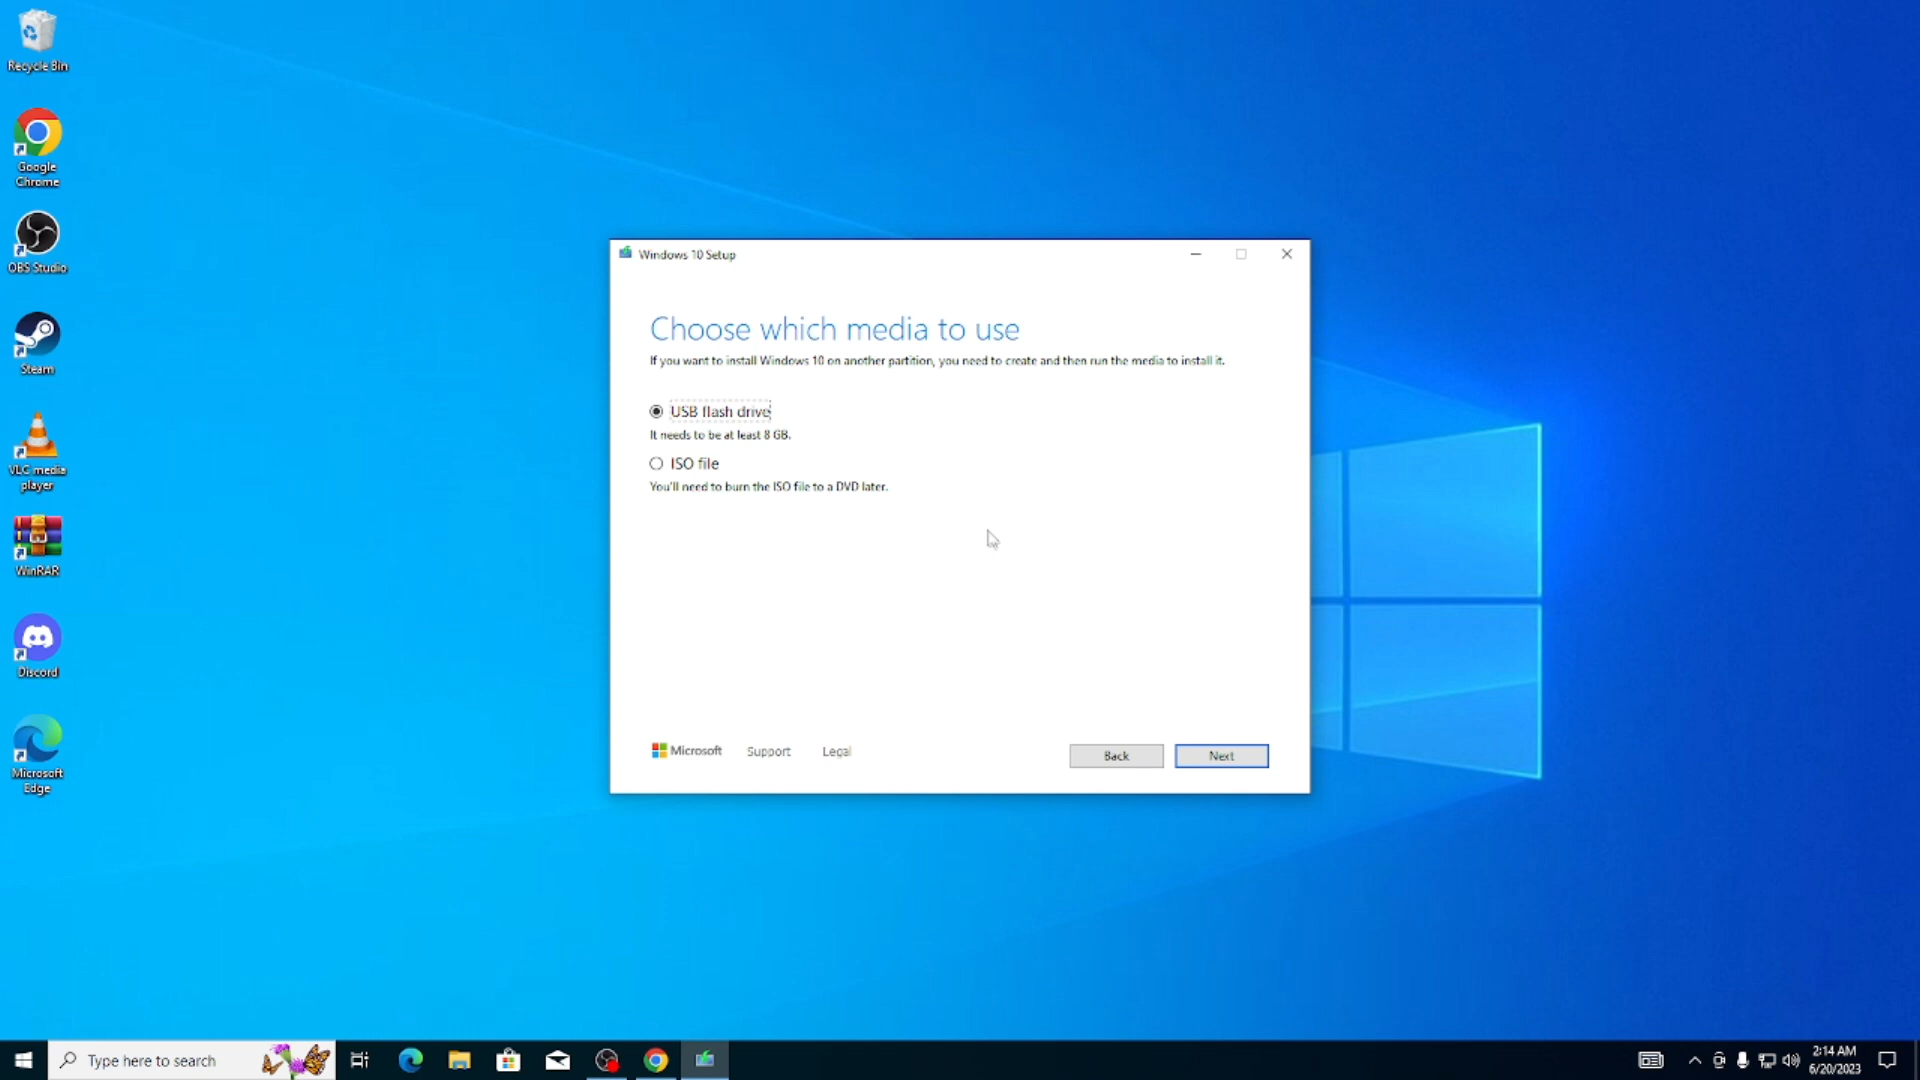 Recycle Bin
Google
Chrome
OBS Studio
Steam
VLC media
player
WinRAR
Discord
Microsoft
Edge
Windows 10 Setup
Choose which media to use
If you want to install Windows 10 on another partition, you need to create and then run the media to install it.
USB flash drive
It needs to be at least 8 GB.
ISO file
You'll need to burn the ISO file to a DVD later.
Microsoft
Support
Legal
Back
Next
Type here to search
2:14 AM
6/20/2023